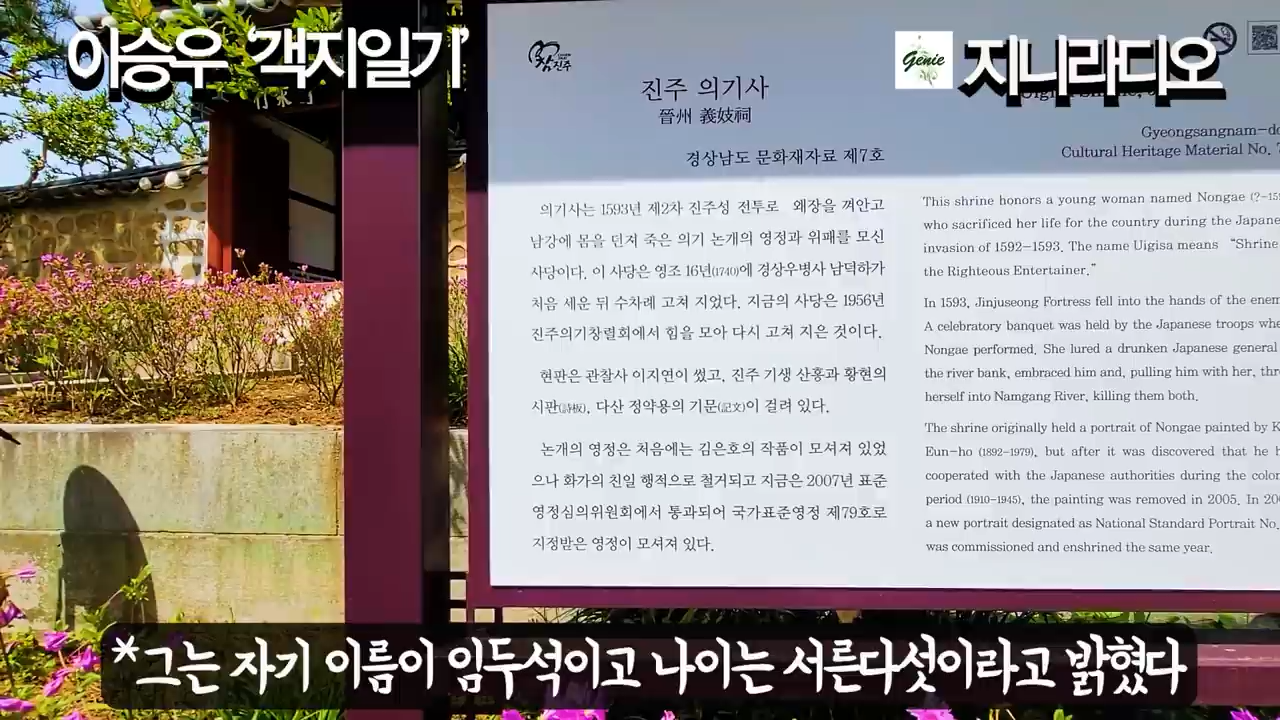 이승우 '객지일기'
Genie
지니라디오
참진주
진주 의기사
晉州 義妓祠
경상남도 문화재자료 제7호
의기사는 1593년 제2차 진주성 전투로 왜장을 껴안고
남강에 몸을 던져 죽은 의기 논개의 영정과 위패를 모신
사당이다. 이 사당은 영조 16년(1740)에 경상우병사 남덕하가
처음 세운 뒤 수차례 고쳐 지었다. 지금의 사당은 1956년
진주의기창렬회에서 힘을 모아 다시 고쳐 지은 것이다.
현판은 관찰사 이지연이 썼고, 진주 기생 산홍과 황현의
시판(詩板), 다산 정약용의 기문(記文)이 걸려 있다.
논개의 영정은 처음에는 김은호의 작품이 모셔져 있었
으나 화가의 친일 행적으로 철거되고 지금은 2007년 표준
영정심의위원회에서 통과되어 국가표준영정 제79호로
지정받은 영정이 모셔져 있다.
Gyeongsangnam-do
Cultural Heritage Material No. 7
This shrine honors a young woman named Nongae (?-15
who sacrificed her life for the country during the Japane
invasion of 1592-1593. The name Uigisa means “Shrine
the Righteous Entertainer.”
In 1593, Jinjuseong Fortress fell into the hands of the enem
A celebratory banquet was held by the Japanese troops whe
Nongae performed. She lured a drunken Japanese general
the river bank, embraced him and, pulling him with her, thr
herself into Namgang River, killing them both.
The shrine originally held a portrait of Nongae painted by K
Eun-ho (1892-1979), but after it was discovered that he h
cooperated with the Japanese authorities during the colon
period (1910-1945), the painting was removed in 2005. In 20
a new portrait designated as National Standard Portrait No.
was commissioned and enshrined the same year.
*그는 자기 이름이 임두석이고 나이는 서른다섯이라고 밝혔다